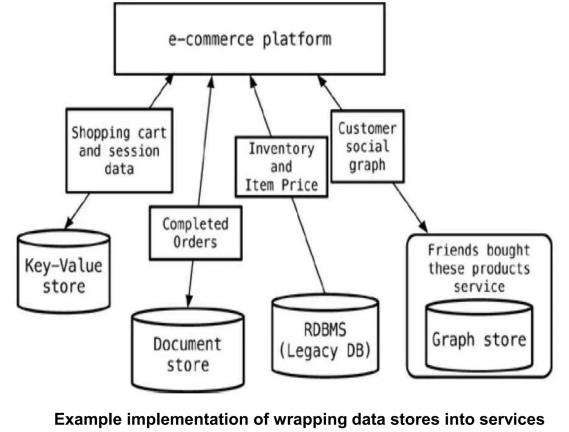 e-commerce platform
Shopping cart
and session
data
Customer
social
graph
Inventory
and
Item Price
Completed
Orders
Key-Value
store
Friends bought
these products
service
Graph store
RDBMS
(Legacy DB)
Document
store
Example implementation of wrapping data stores into services